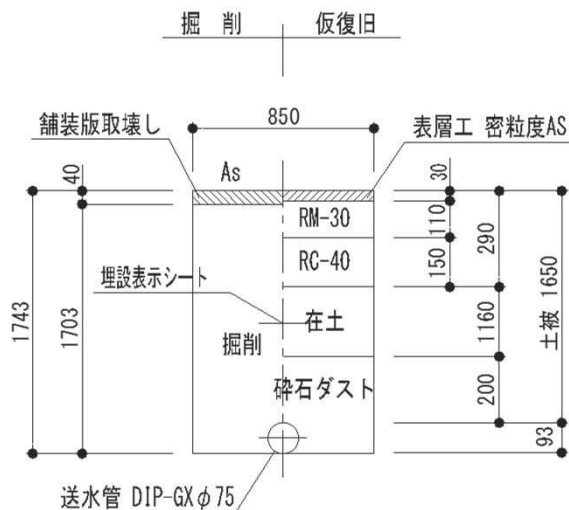 掘 削 仮復旧
850
舗装版取壊し
表層工 密粒度AS
As
40
30
RM-30
110
290
RC-40
150
埋設表示シート
在土
掘削
1743
1703
1160
土被 1650
砕石ダスト
200
93
送水管 DIP-GXφ75